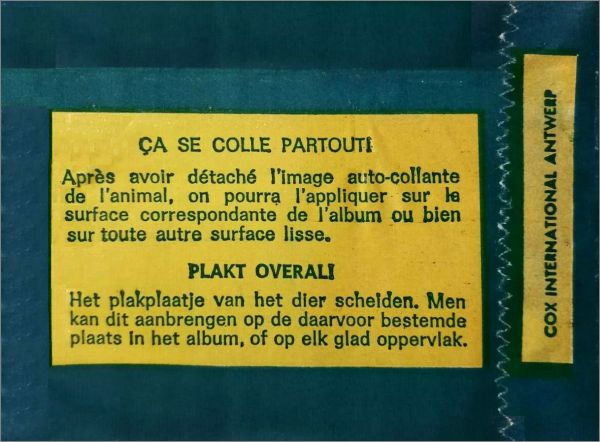 ÇA SE COLLE PARTOUT!
Après avoir détaché l'image auto-collante
de l'animal, on pourra l'appliquer sur le
surface correspondante de l'album ou bien
sur toute autre surface lisse.
PLAKT OVERAL!
Het plakplaatje van het dier scheiden. Men
kan dit aanbrengen op de daarvoor bestemde
plaats in het album, of op elk glad oppervlak.
COX INTERNATIONAL ANTWERP